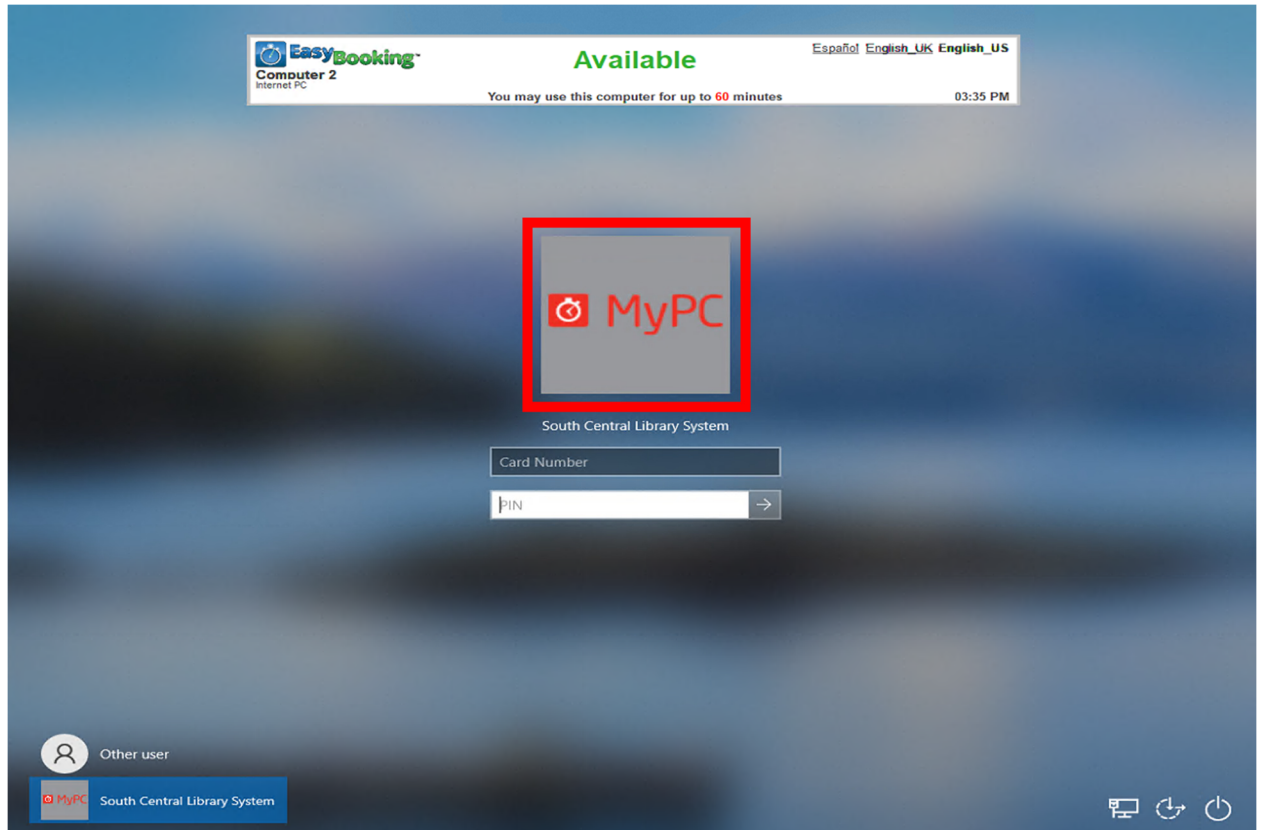 EasyBooking™
Computer 2
Internet PC
Available
You may use this computer for up to 60 minutes
Español English_UK English_US
03:35 PM
MyPC
South Central Library System
Card Number
PIN
Other user
MyPC
South Central Library System